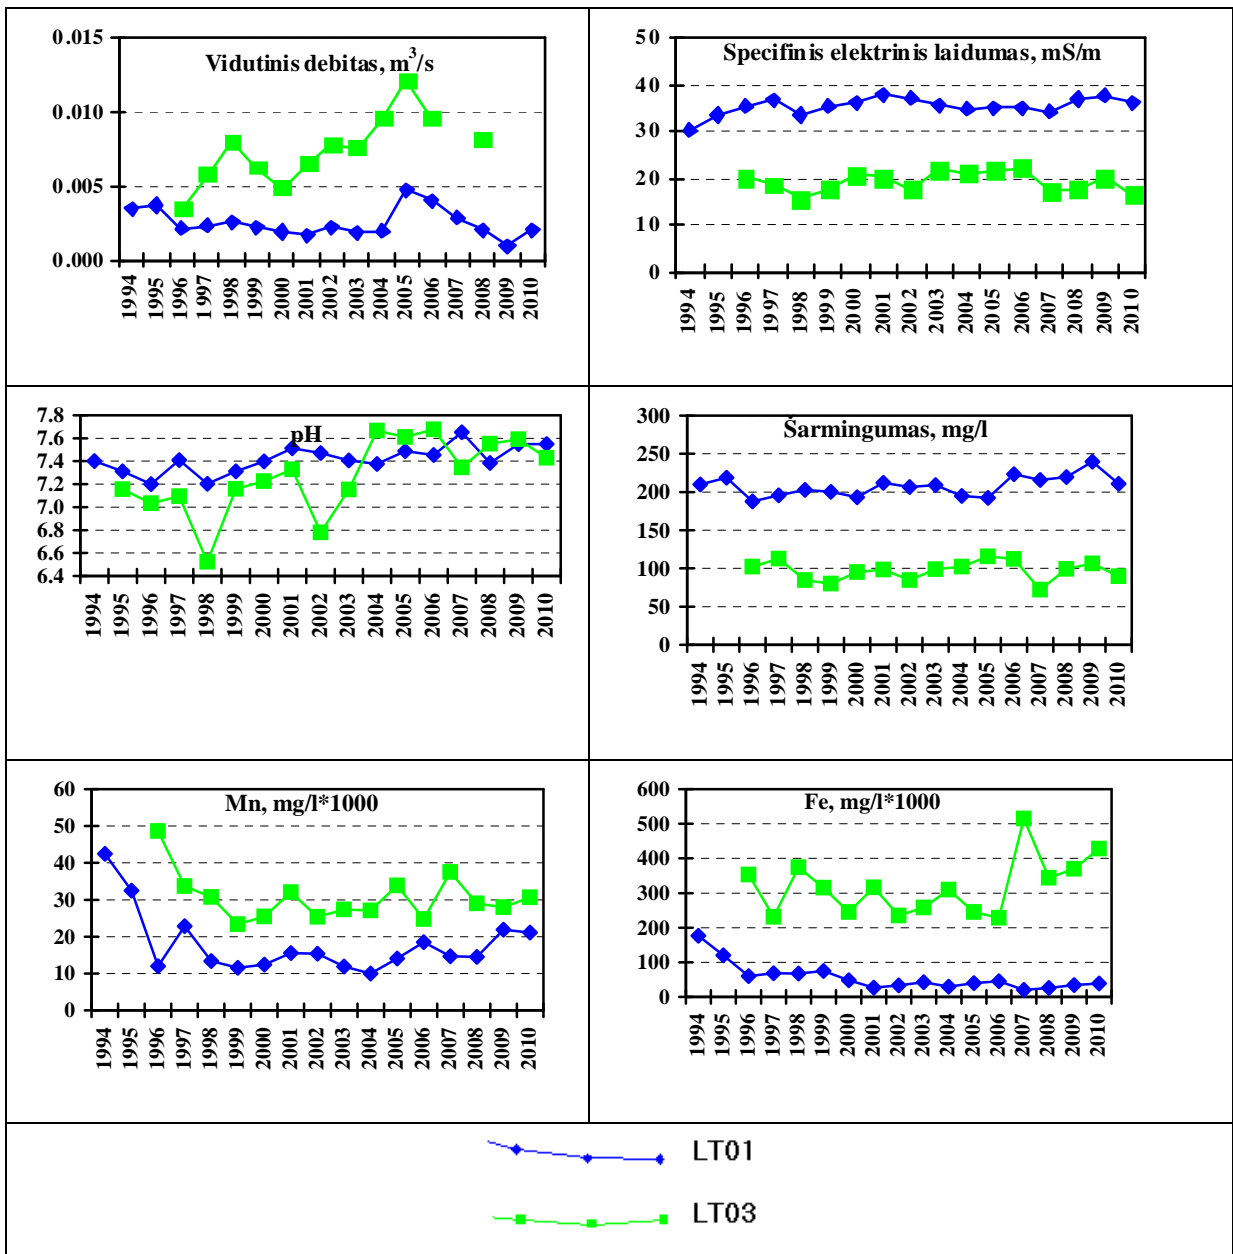 Vidutinis debitas, m³/s
0.015
0.010
0.005
0.000
1994 1995 1996 1997 1998 1999 2000 2001 2002 2003 2004 2005 2006 2007 2008 2009 2010
Specifinis elektrinis laidumas, mS/m
50
40
30
20
10
0
1994 1995 1996 1997 1998 1999 2000 2001 2002 2003 2004 2005 2006 2007 2008 2009 2010
pH
7.8
7.6
7.4
7.2
7.0
6.8
6.6
6.4
1994 1995 1996 1997 1998 1999 2000 2001 2002 2003 2004 2005 2006 2007 2008 2009 2010
Šarmingumas, mg/l
300
250
200
150
100
50
0
1994 1995 1996 1997 1998 1999 2000 2001 2002 2003 2004 2005 2006 2007 2008 2009 2010
Mn, mg/l*1000
60
50
40
30
20
10
0
1994 1995 1996 1997 1998 1999 2000 2001 2002 2003 2004 2005 2006 2007 2008 2009 2010
Fe, mg/l*1000
600
500
400
300
200
100
0
1994 1995 1996 1997 1998 1999 2000 2001 2002 2003 2004 2005 2006 2007 2008 2009 2010
LT01
LT03